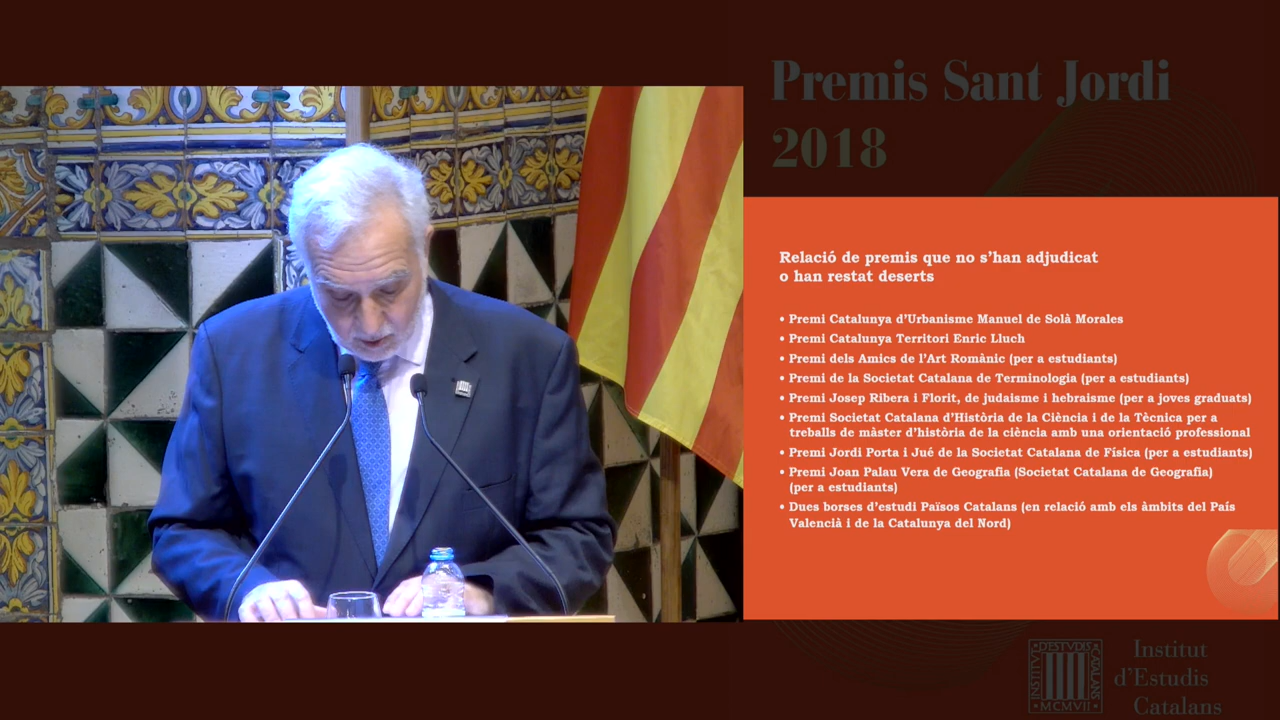 Premis Sant Jordi
2018
Relació de premis que no s'han adjudicat
o han restat deserts
• Premi Catalunya d'Urbanisme Manuel de Solà Morales
• Premi Catalunya Territori Enric Lluch
• Premi dels Amics de l'Art Romànic (per a estudiants)
• Premi de la Societat Catalana de Terminologia (per a estudiants)
• Premi Josep Ribera i Florit, de judaisme i hebraisme (per a joves graduats)
• Premi Societat Catalana d'Història de la Ciència i de la Tècnica per a
treballs de màster d'història de la ciència amb una orientació professional
• Premi Jordi Porta i Jué de la Societat Catalana de Física (per a estudiants)
• Premi Joan Palau Vera de Geografia (Societat Catalana de Geografia)
(per a estudiants)
• Dues borses d'estudi Països Catalans (en relació amb els àmbits del País
Valencià i de la Catalunya del Nord)
INSTITUT D'ESTUDIS CATALANS
MCMVII
Institut
d'Estudis
Catalans